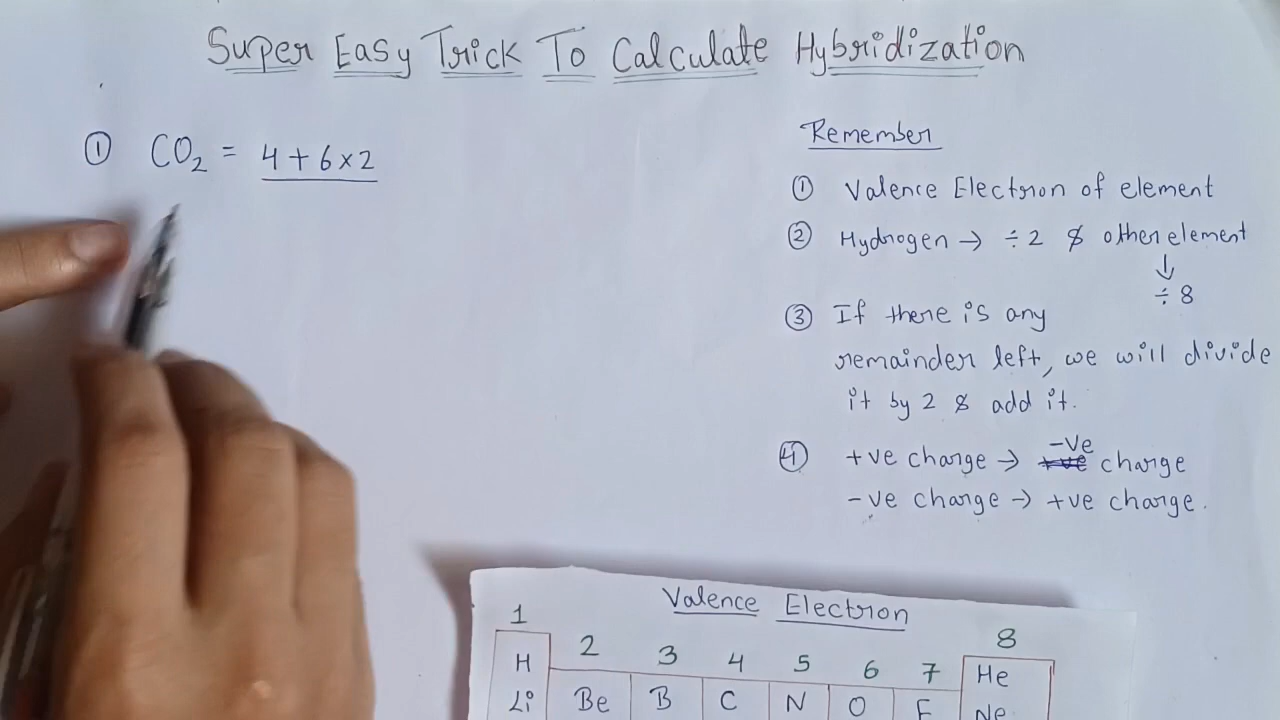 Super Easy Trick To Calculate Hybridization
① CO₂ = 4 + 6 × 2
Remember
① Valence Electron of element
② Hydrogen → ÷ 2 & other element
↓
÷ 8
③ If there is any
remainder left, we will divide
it by 2 & add it.
④ +ve charge → -ve charge
-ve charge → +ve charge.
Valence Electron
1 2 3 4 5 6 7 8
H He
Li Be B C N O F Ne